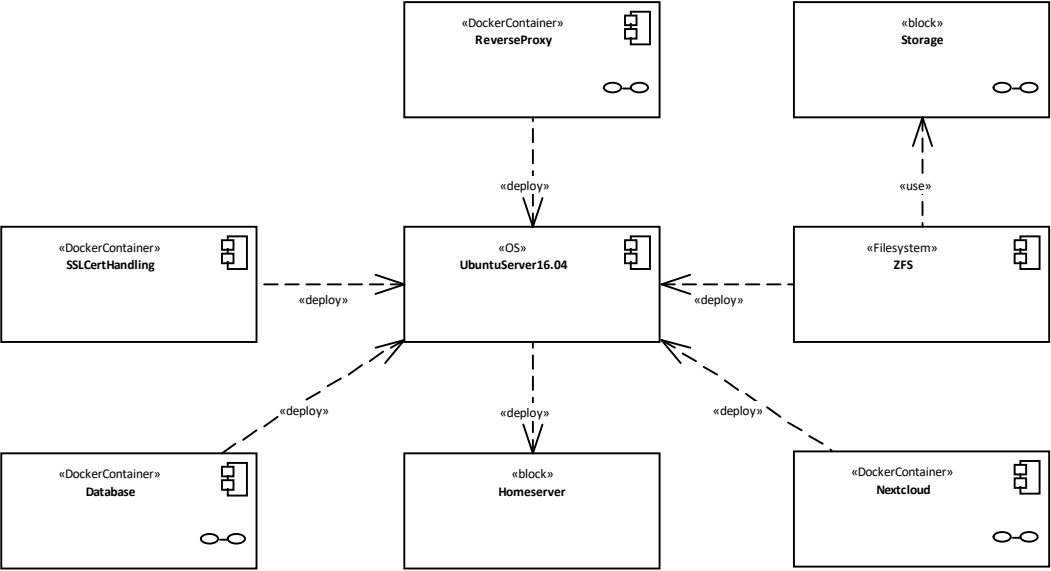 «DockerContainer»
ReverseProxy
«block»
Storage
«deploy»
«use»
«DockerContainer»
SSLCertHandling
«OS»
UbuntuServer16.04
«Filesystem»
ZFS
«deploy»
«deploy»
«deploy»
«deploy»
«deploy»
«DockerContainer»
Database
«block»
Homeserver
«DockerContainer»
Nextcloud